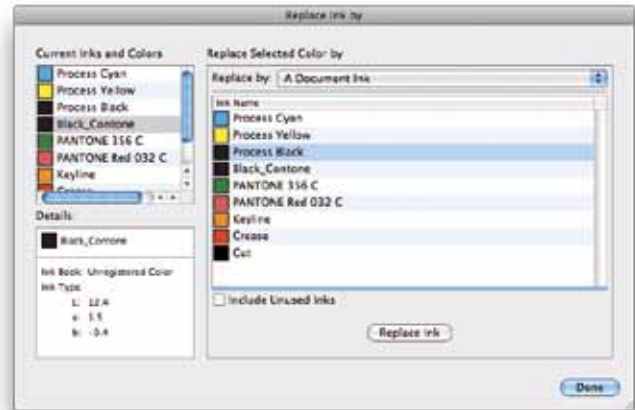 Replace Ink by
Current Inks and Colors
Process Cyan
Process Yellow
Process Black
Black_Contone
PANTONE 356 C
PANTONE Red 032 C
Keyline
Crease
Details
Black_Contone
Ink Book: Unregistered Color
Ink Type
L: 12.4
a: 1.5
b: -0.4
Replace Selected Color by
Replace by: A Document Ink
Ink Name
Process Cyan
Process Yellow
Process Black
Black_Contone
PANTONE 356 C
PANTONE Red 032 C
Keyline
Crease
Cut
Include Unused Inks
Replace Ink
Done